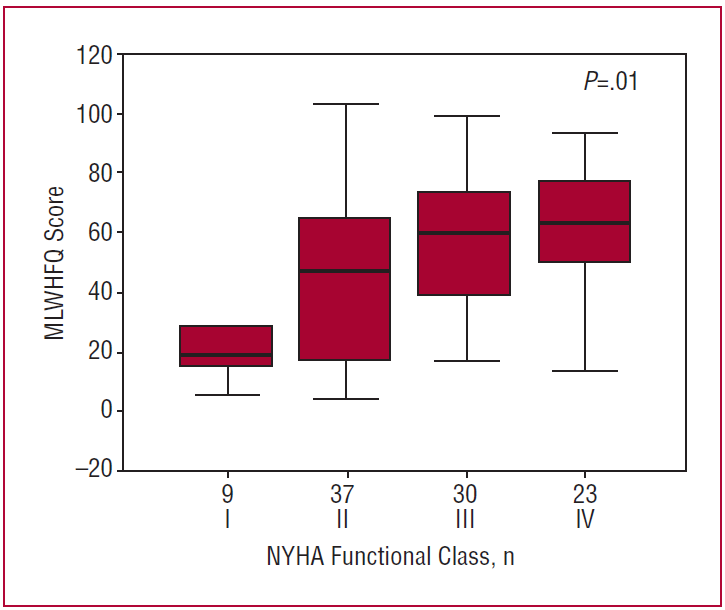 120
100
80
60
40
20
0
–20
MLWHFQ Score
P=.01
9 37 30 23
I II III IV
NYHA Functional Class, n